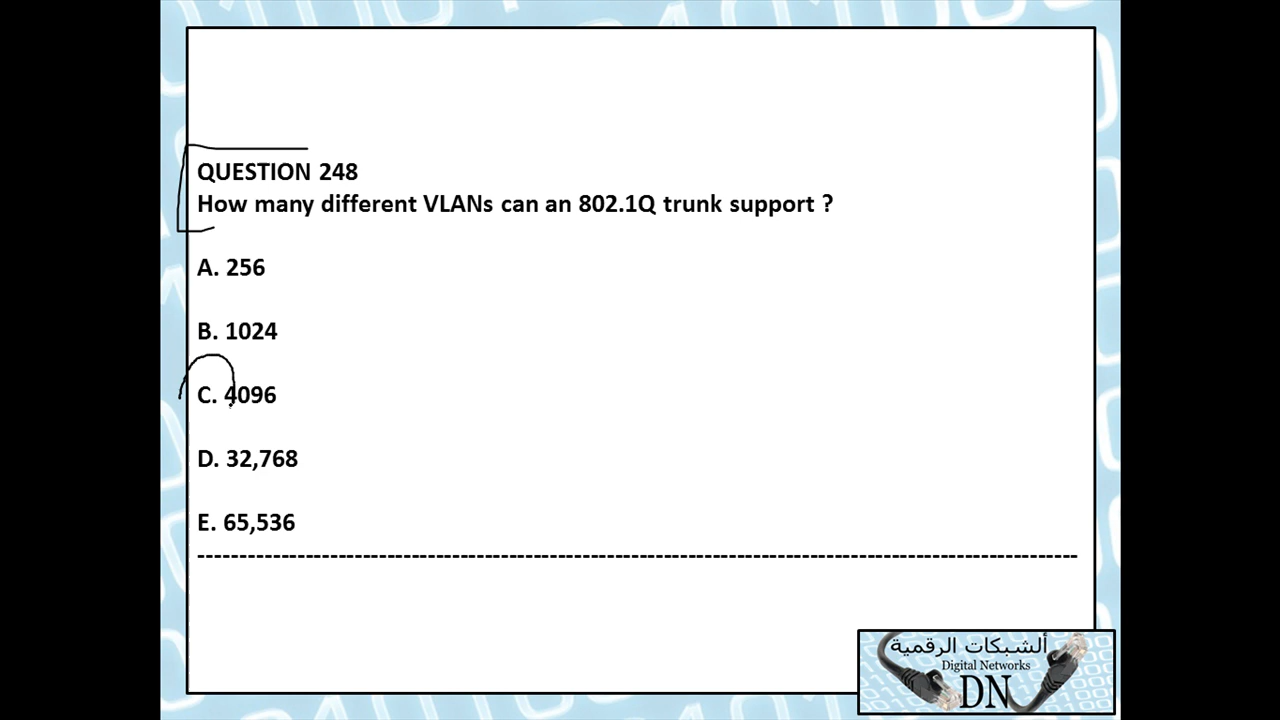 QUESTION 248
How many different VLANs can an 802.1Q trunk support ?
A. 256
B. 1024
C. 4096
D. 32,768
E. 65,536
--------------------------------------------------------------------------------------------------------
ألشبكات الرقمية
Digital Networks
DN